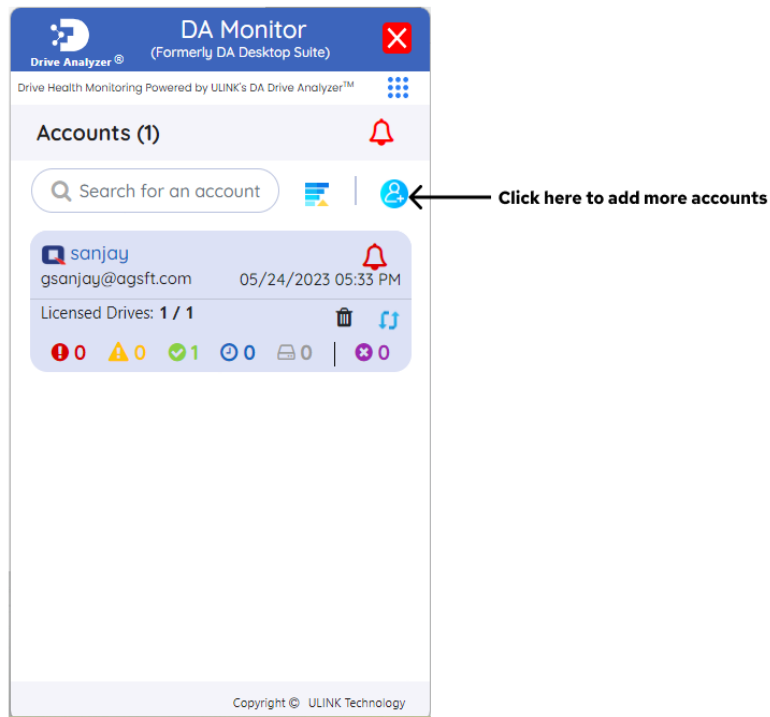 DA Monitor
(Formerly DA Desktop Suite)
Drive Analyzer ®
Drive Health Monitoring Powered by ULINK's DA Drive Analyzer™
Accounts (1)
Search for an account
Click here to add more accounts
sanjay
gsanjay@agsft.com 05/24/2023 05:33 PM
Licensed Drives: 1 / 1
0 0 1 0 0 0
Copyright © ULINK Technology